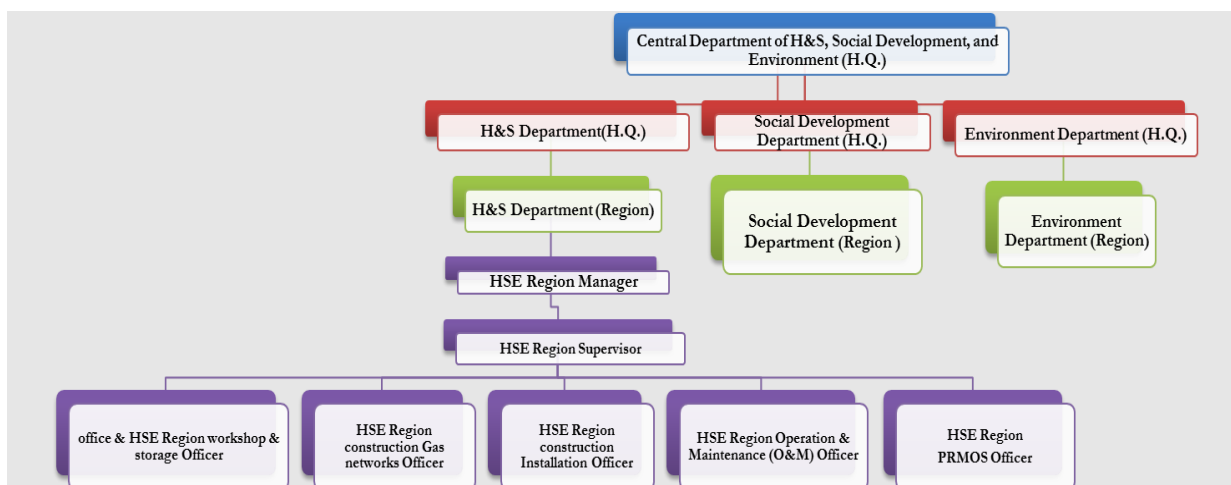 Central Department of H&S, Social Development, and
Environment (H.Q.)
H&S Department(H.Q.)
Social Development
Department (H.Q.)
Environment Department (H.Q.)
H&S Department (Region)
Social Development
Department (Region )
Environment
Department (Region)
HSE Region Manager
HSE Region Supervisor
office & HSE Region workshop &
storage Officer
HSE Region
construction Gas
networks Officer
HSE Region
construction
Installation Officer
HSE Region Operation &
Maintenance (O&M) Officer
HSE Region
PRMOS Officer